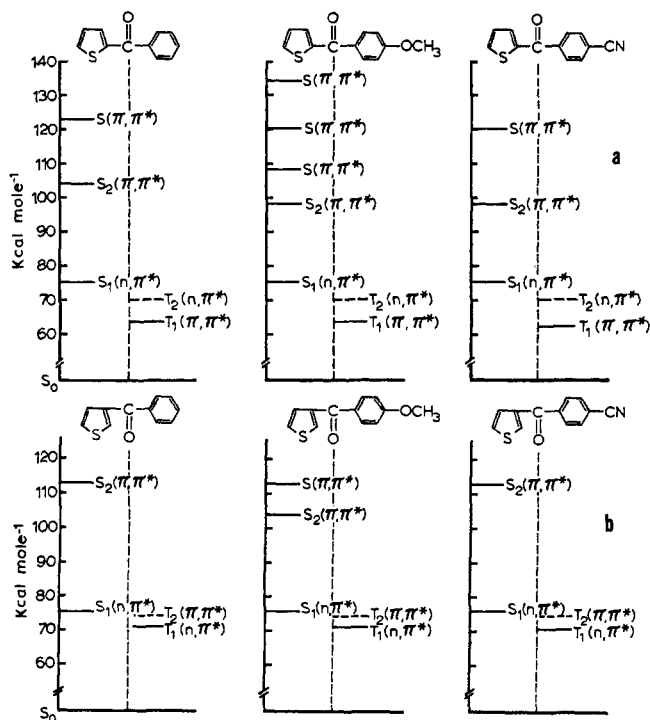 O
S
C
O
S
C
OCH₃
O
S
C
CN
Kcal mole⁻¹
140
130
120
110
100
90
80
70
60
S₀
S(π,π*)
S₂(π,π*)
S₁(n,π*)
T₂(n,π*)
T₁(π,π*)
S(π,π*)
S(π,π*)
S(π,π*)
S₂(π,π*)
S₁(n,π*)
T₂(n,π*)
T₁(π,π*)
S(π,π*)
S₂(π,π*)
S₁(n,π*)
T₂(n,π*)
T₁(π,π*)
a
S
C
O
S
C
O
OCH₃
S
C
O
CN
Kcal mole⁻¹
120
110
100
90
80
70
60
S₀
S₂(π,π*)
S₁(n,π*)
T₂(π,π*)
T₁(n,π*)
S(π,π*)
S₂(π,π*)
S₁(n,π*)
T₂(π,π*)
T₁(n,π*)
S₂(π,π*)
S₁(n,π*)
T₂(π,π*)
T₁(n,π*)
b